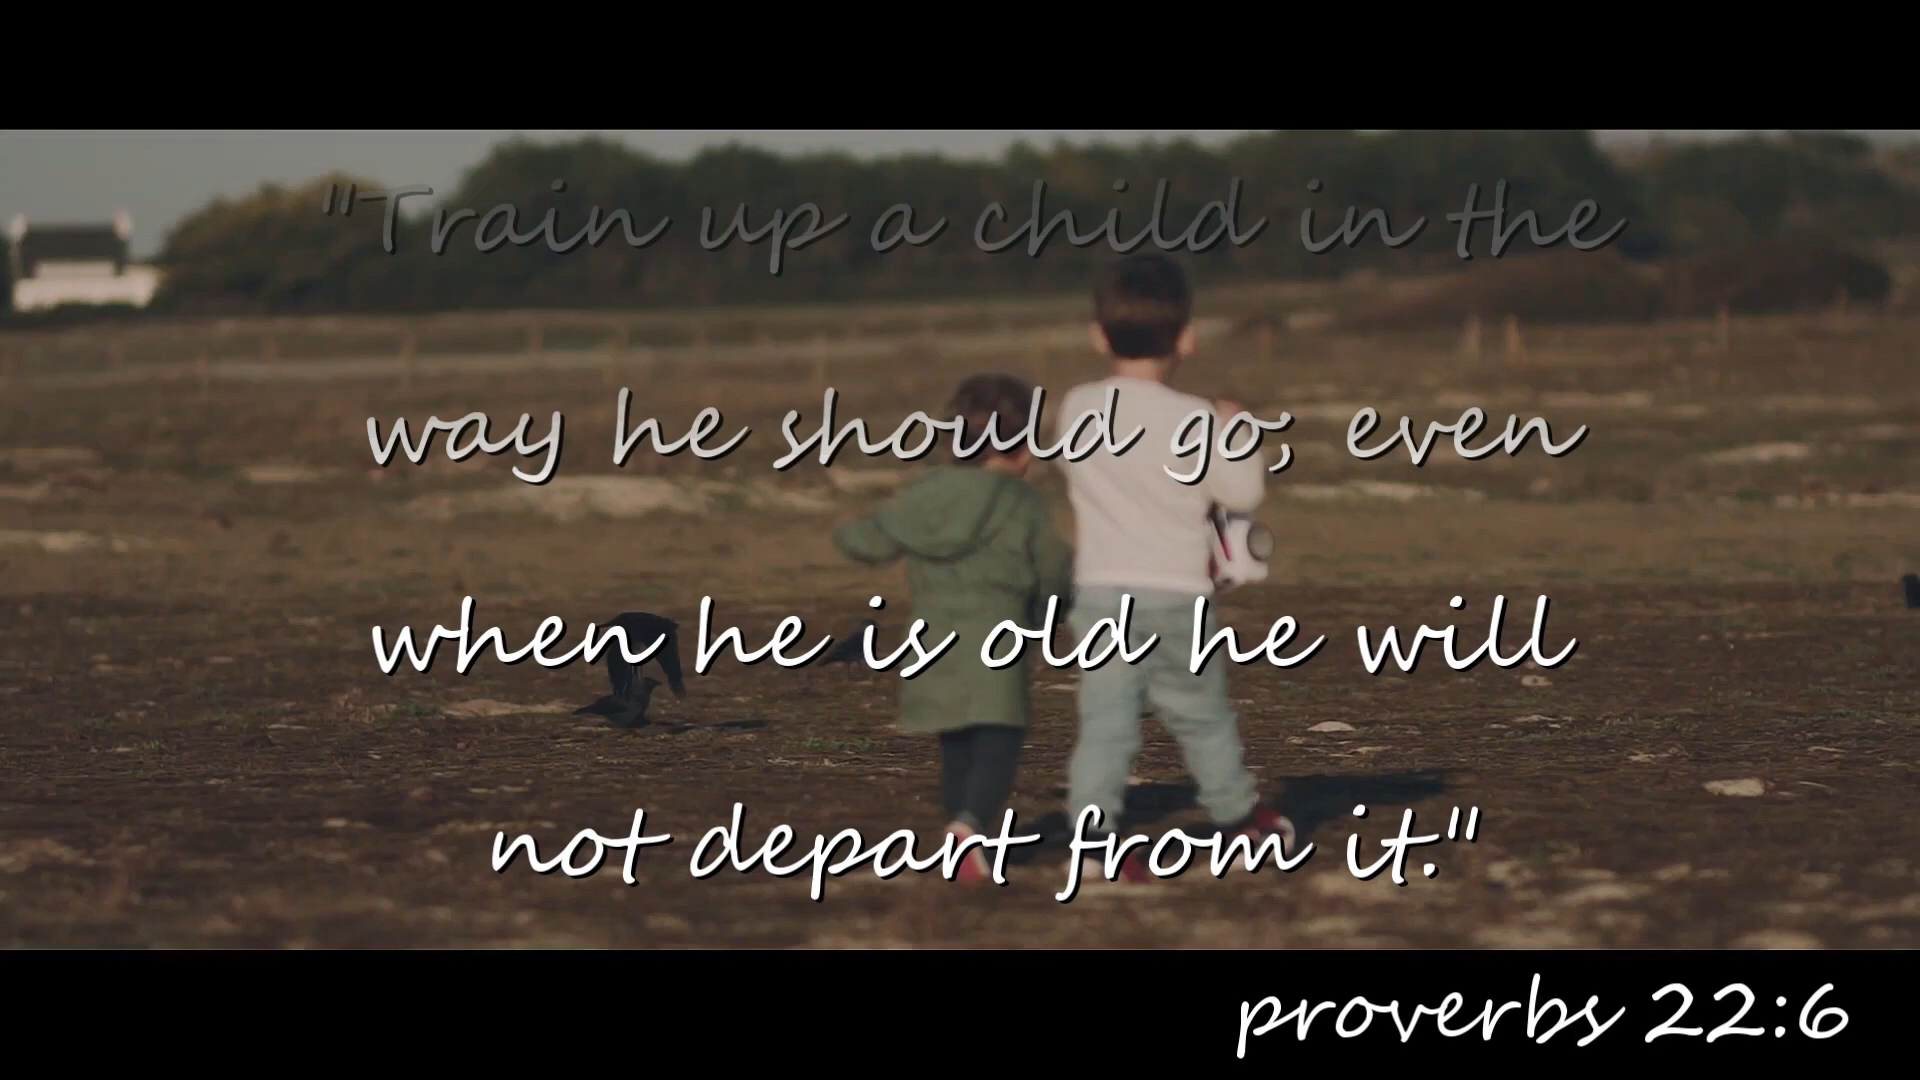 "Train up a child in the
way he should go; even
when he is old he will
not depart from it."
proverbs 22:6